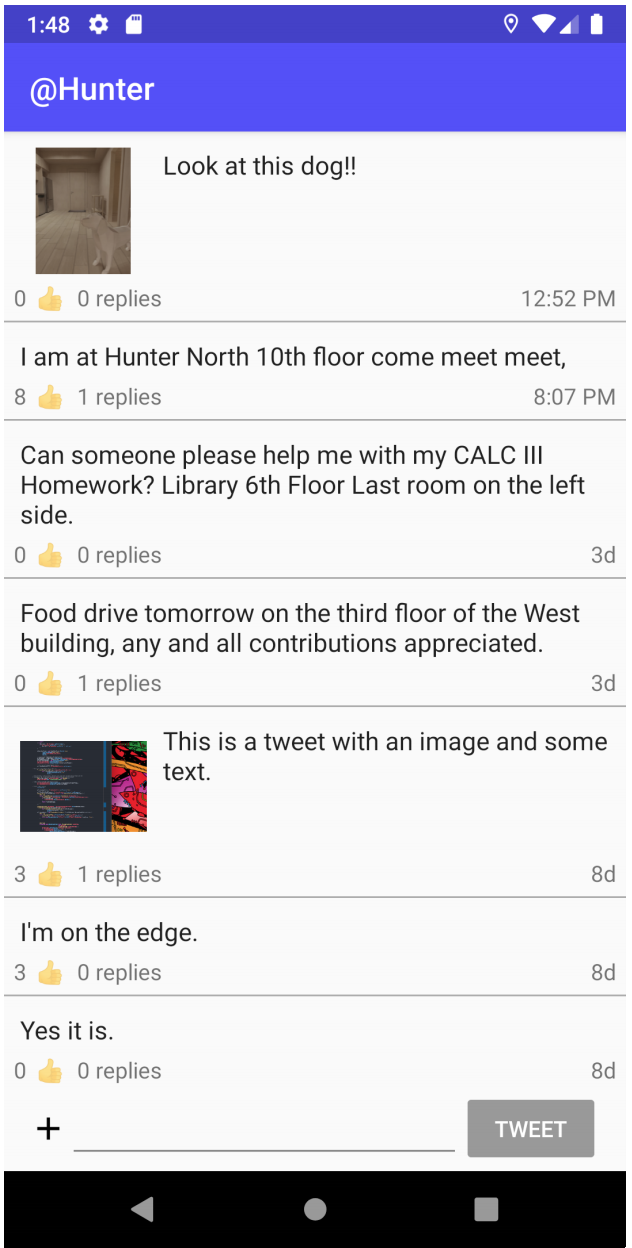 1:48
@Hunter
Look at this dog!!
0 👍 0 replies 12:52 PM
I am at Hunter North 10th floor come meet meet,
8 👍 1 replies 8:07 PM
Can someone please help me with my CALC III
Homework? Library 6th Floor Last room on the left
side.
0 👍 0 replies 3d
Food drive tomorrow on the third floor of the West
building, any and all contributions appreciated.
0 👍 1 replies 3d
This is a tweet with an image and some
text.
3 👍 1 replies 8d
I'm on the edge.
3 👍 0 replies 8d
Yes it is.
0 👍 0 replies 8d
+ TWEET